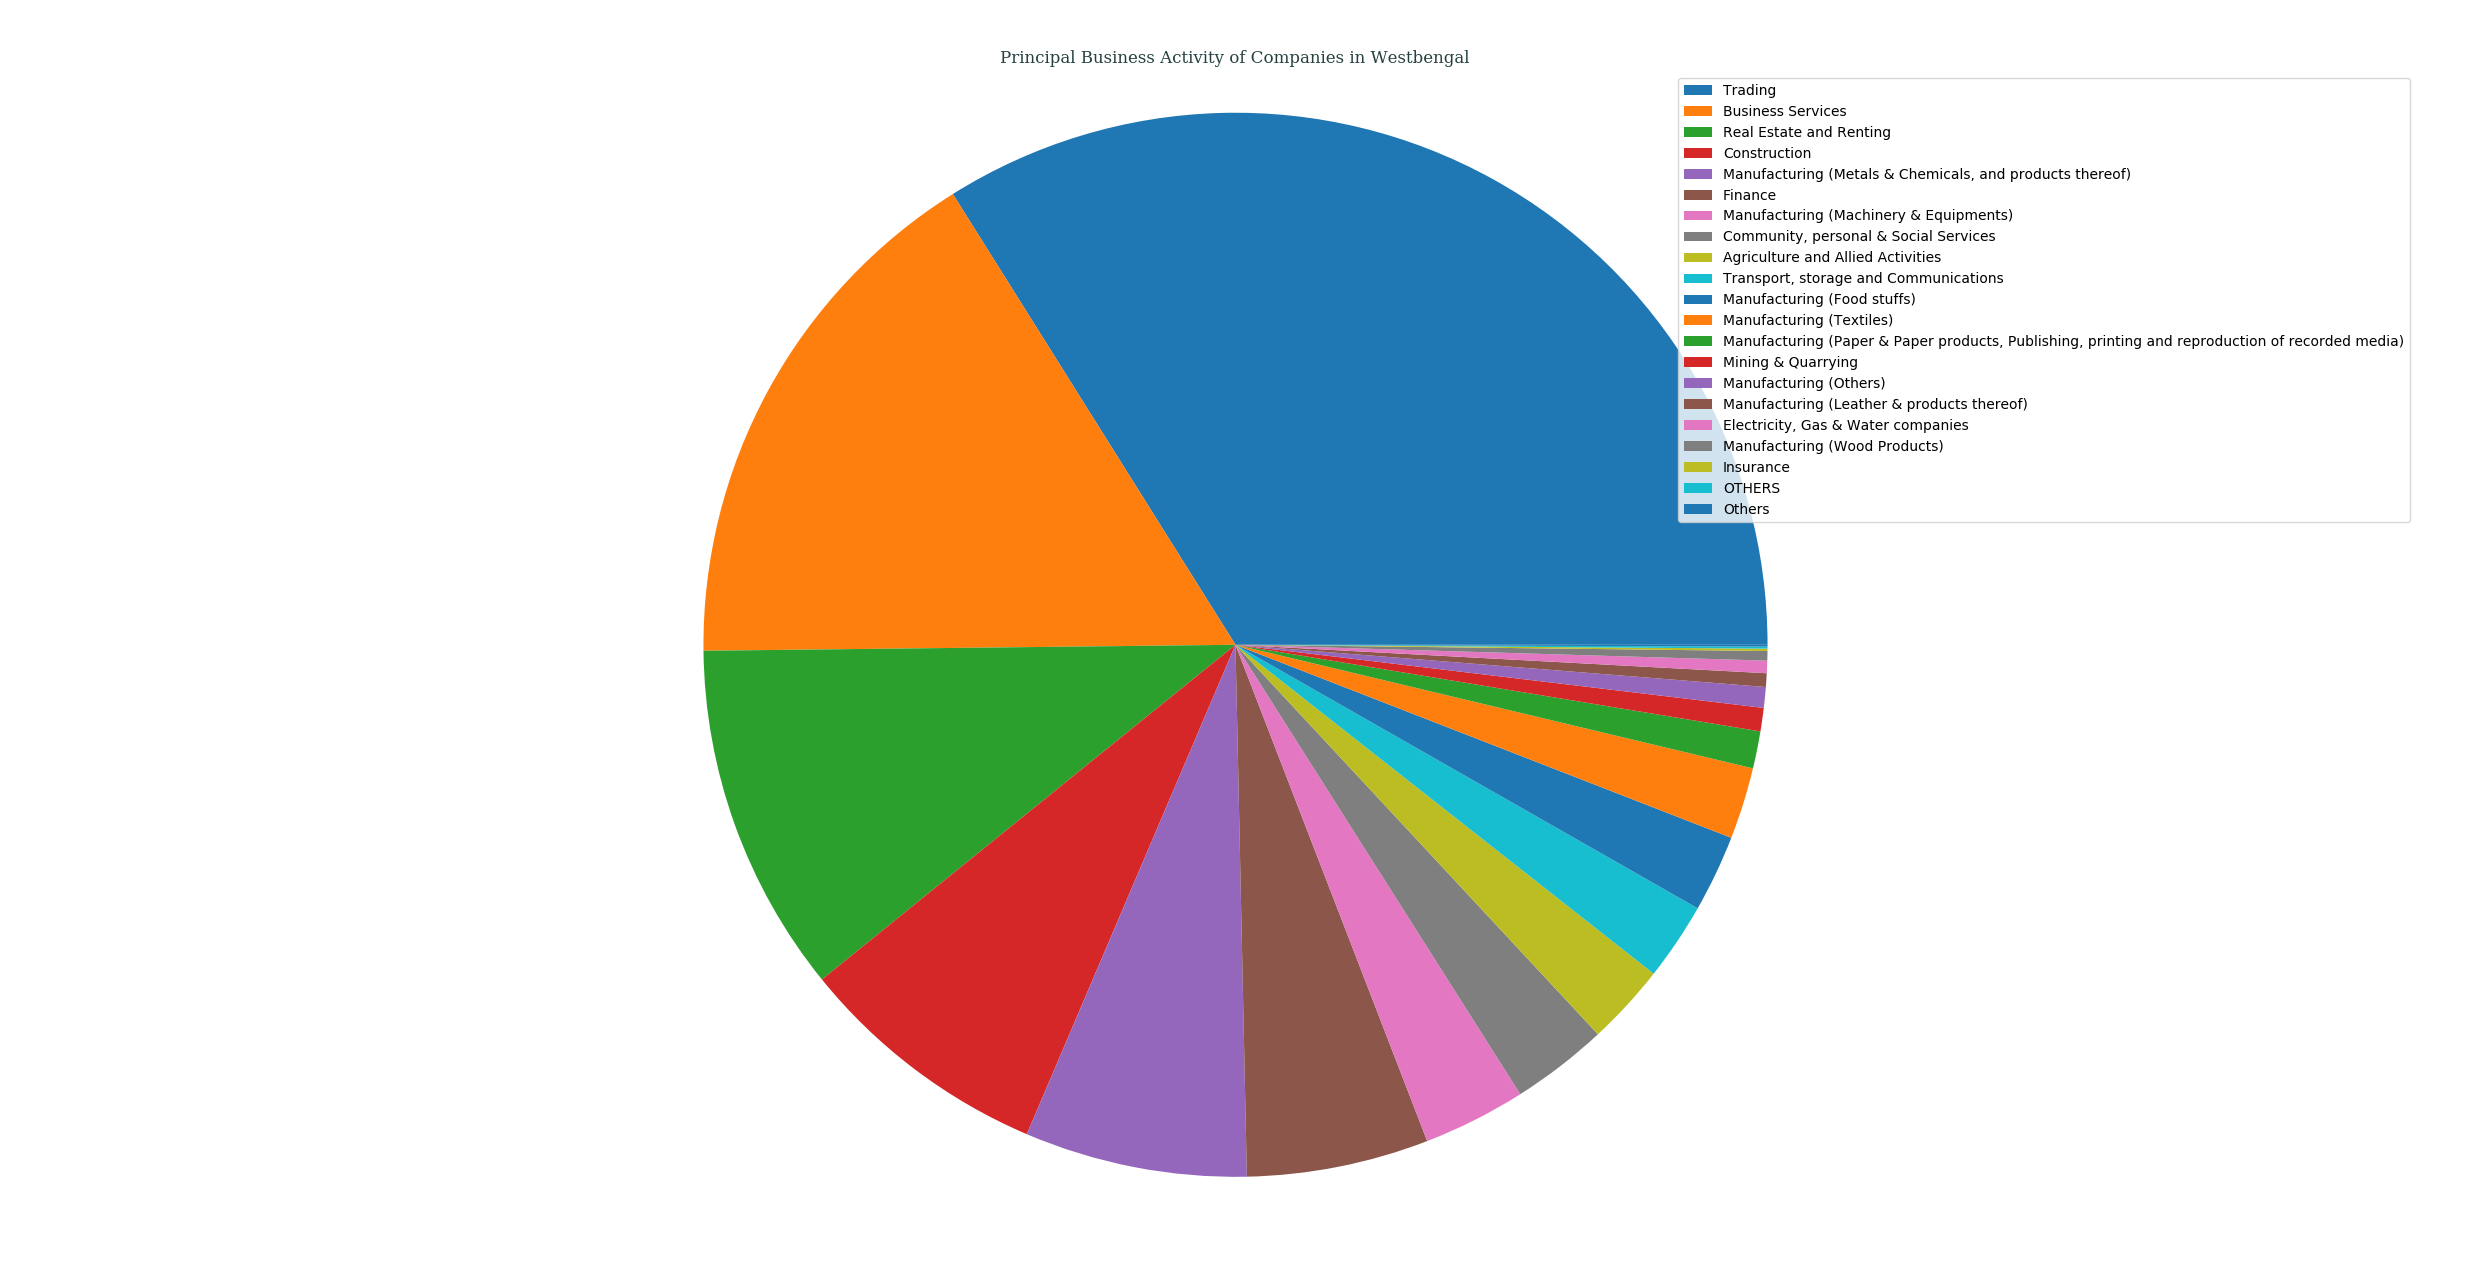 Principal Business Activity of Companies in Westbengal
Trading
Business Services
Real Estate and Renting
Construction
Manufacturing (Metals & Chemicals, and products thereof)
Finance
Manufacturing (Machinery & Equipments)
Community, personal & Social Services
Agriculture and Allied Activities
Transport, storage and Communications
Manufacturing (Food stuffs)
Manufacturing (Textiles)
Manufacturing (Paper & Paper products, Publishing, printing and reproduction of recorded media)
Mining & Quarrying
Manufacturing (Others)
Manufacturing (Leather & products thereof)
Electricity, Gas & Water companies
Manufacturing (Wood Products)
Insurance
OTHERS
Others